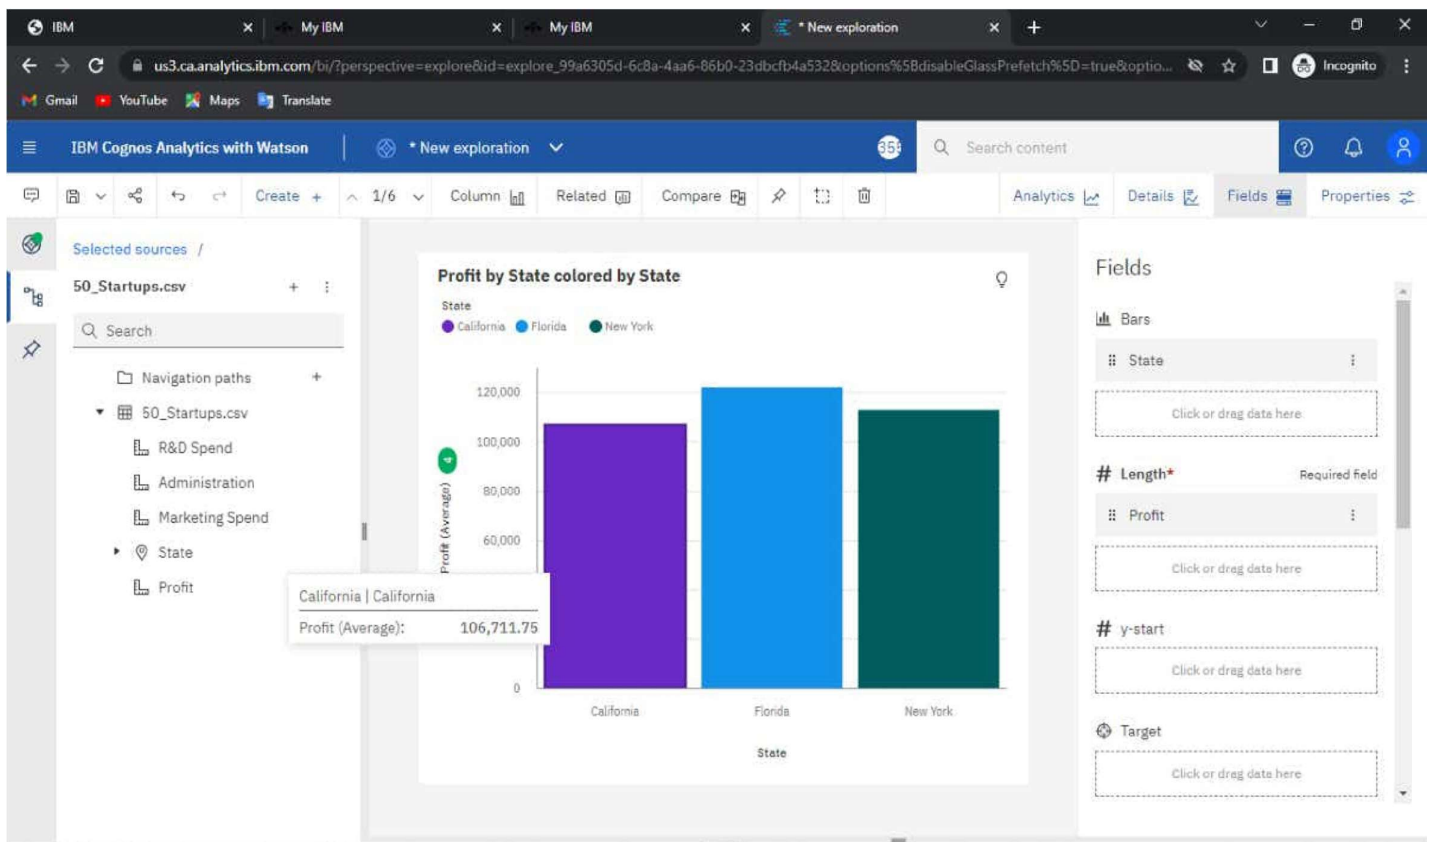 IBM
My IBM
My IBM
* New exploration
us3.ca.analytics.ibm.com/bi/?perspective=explore&id=explore_99a6305d-6c8a-4aa6-86b0-23dbcfb4a532&options%5BdisableGlassPrefetch%5D=true&optio...
Incognito
Gmail
YouTube
Maps
Translate
IBM Cognos Analytics with Watson
* New exploration
Search content
Create +
1/6
Column
Related
Compare
Analytics
Details
Fields
Properties
Selected sources /
50_Startups.csv
Search
Navigation paths
50_Startups.csv
R&D Spend
Administration
Marketing Spend
State
Profit
Profit by State colored by State
State
California
Florida
New York
120,000
100,000
80,000
60,000
0
Profit (Average)
4
California | California
Profit (Average): 106,711.75
California
Florida
New York
State
Fields
Bars
State
Click or drag data here
# Length* Required field
Profit
Click or drag data here
# y-start
Click or drag data here
Target
Click or drag data here